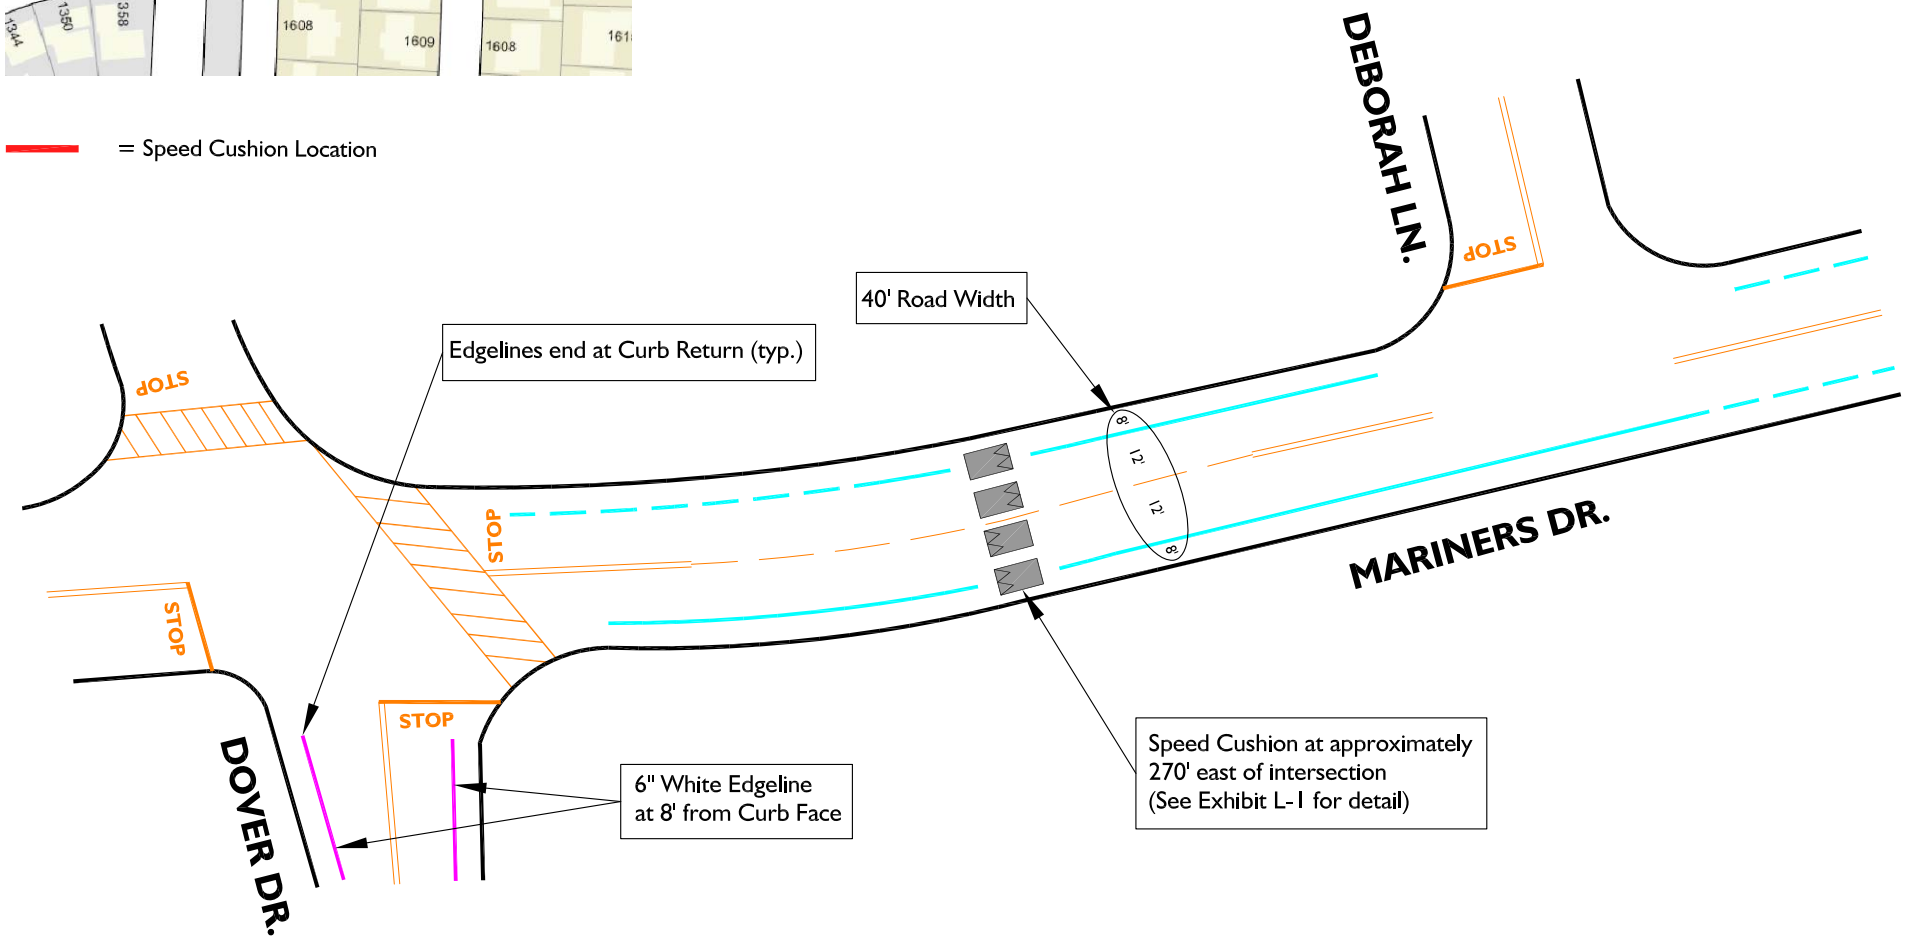 1344
1350
358
1608
1609
1608
161
= Speed Cushion Location
DEBORAH LN.
STOP
40' Road Width
Edgelines end at Curb Return (typ.)
STOP
8'
12'
12'
8'
STOP
MARINERS DR.
STOP
STOP
DOVER DR.
6" White Edgeline
at 8' from Curb Face
Speed Cushion at approximately
270' east of intersection
(See Exhibit L-1 for detail)